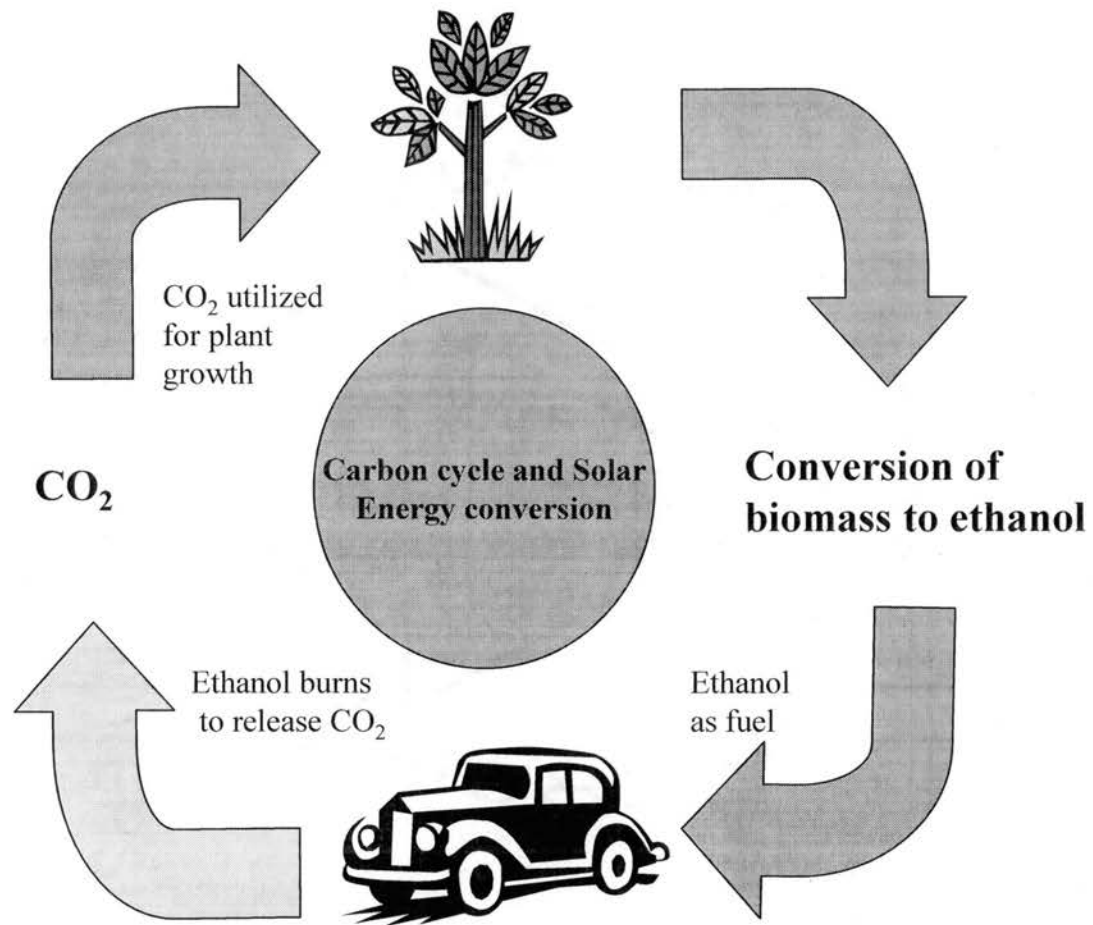 CO₂ utilized
for plant
growth
CO₂
Carbon cycle and Solar
Energy conversion
Conversion of
biomass to ethanol
Ethanol burns
to release CO₂
Ethanol
as fuel